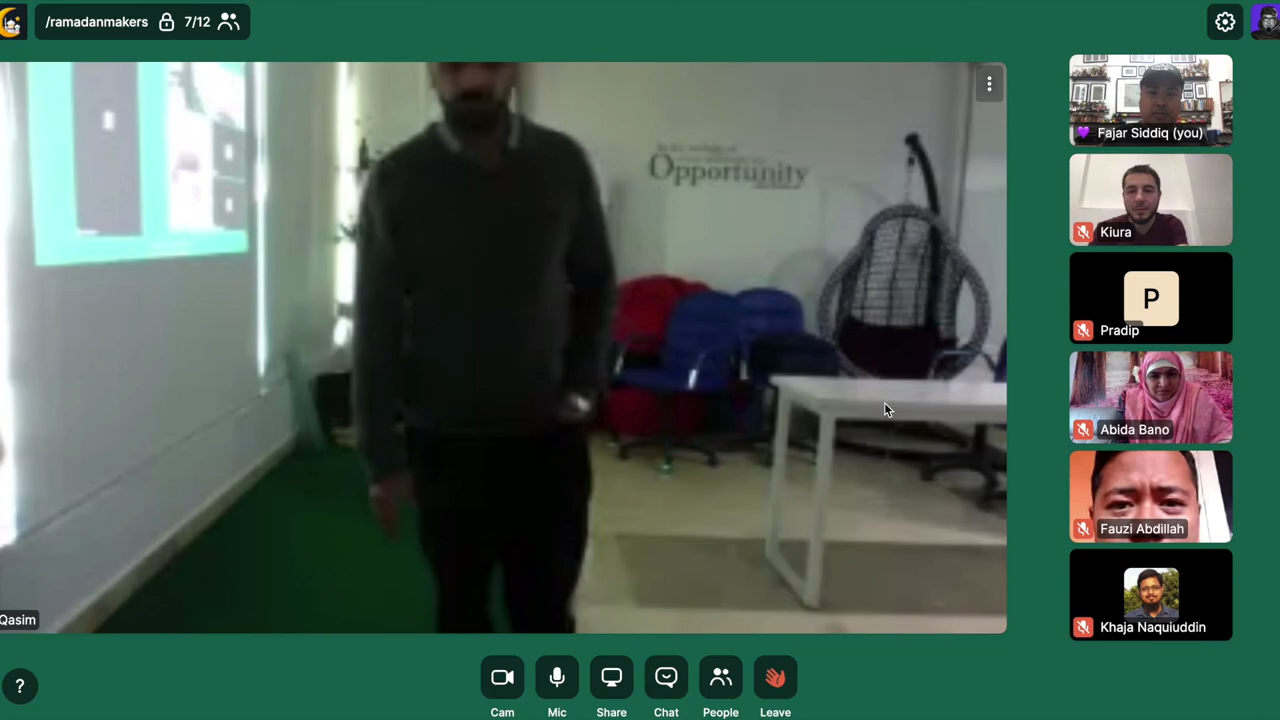 /ramadanmakers 7/12
Opportunity
Qasim
Fajar Siddiq (you)
Kiura
P
Pradip
Abida Bano
Fauzi Abdillah
Khaja Naquiuddin
?
Cam
Mic
Share
Chat
People
Leave